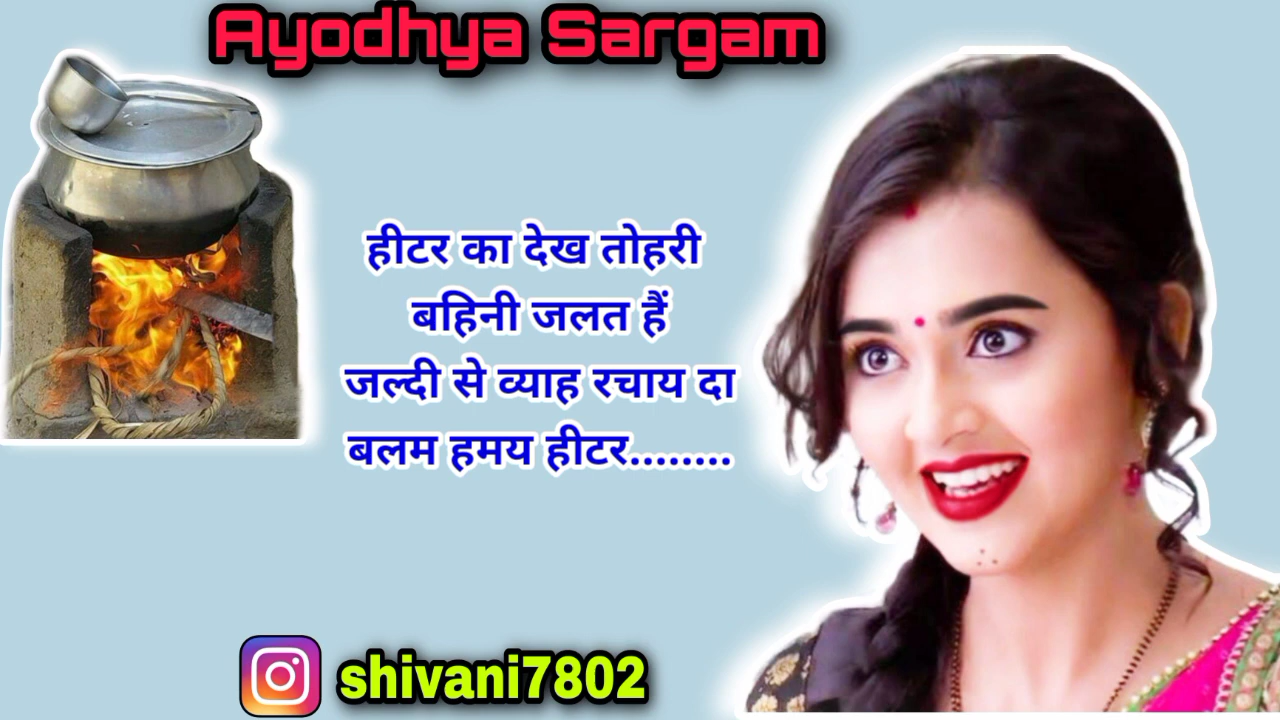 Ayodhya Sargam
हीटर का देख तोहरी
बहिनी जलत हैं
जल्दी से व्याह रचाय दा
बलम हमय हीटर........
shivani7802